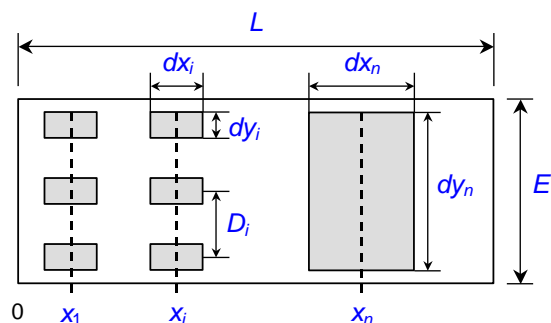 L
dxᵢ dxₙ
dyᵢ
dyₙ E
Dᵢ
0 x₁ xᵢ xₙ